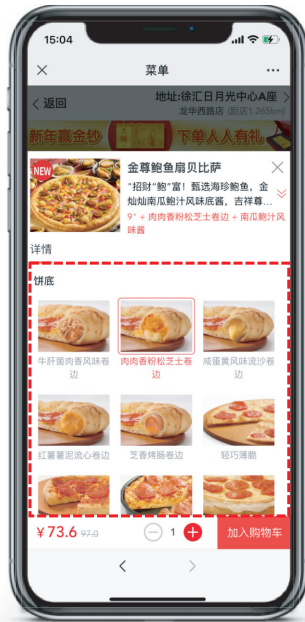 15:04
菜单
返回
地址:徐汇日月光中心A座
龙华西路店 (距店1.265km)
新年赢金钞
下单人人有礼
NEW
金尊鲍鱼扇贝比萨
"招财"鲍"富！甄选海珍鲍鱼，金
灿灿南瓜鲍汁风味底酱，吉祥尊...
9" + 肉肉香粉松芝士卷边 + 南瓜鲍汁风
味酱
详情
饼底
牛肝菌肉香风味卷
边
肉肉香粉松芝士卷
边
咸蛋黄风味流沙卷
边
红薯薯泥流心卷边
芝香烤肠卷边
轻巧薄脆
¥73.6 97.0
1
加入购物车